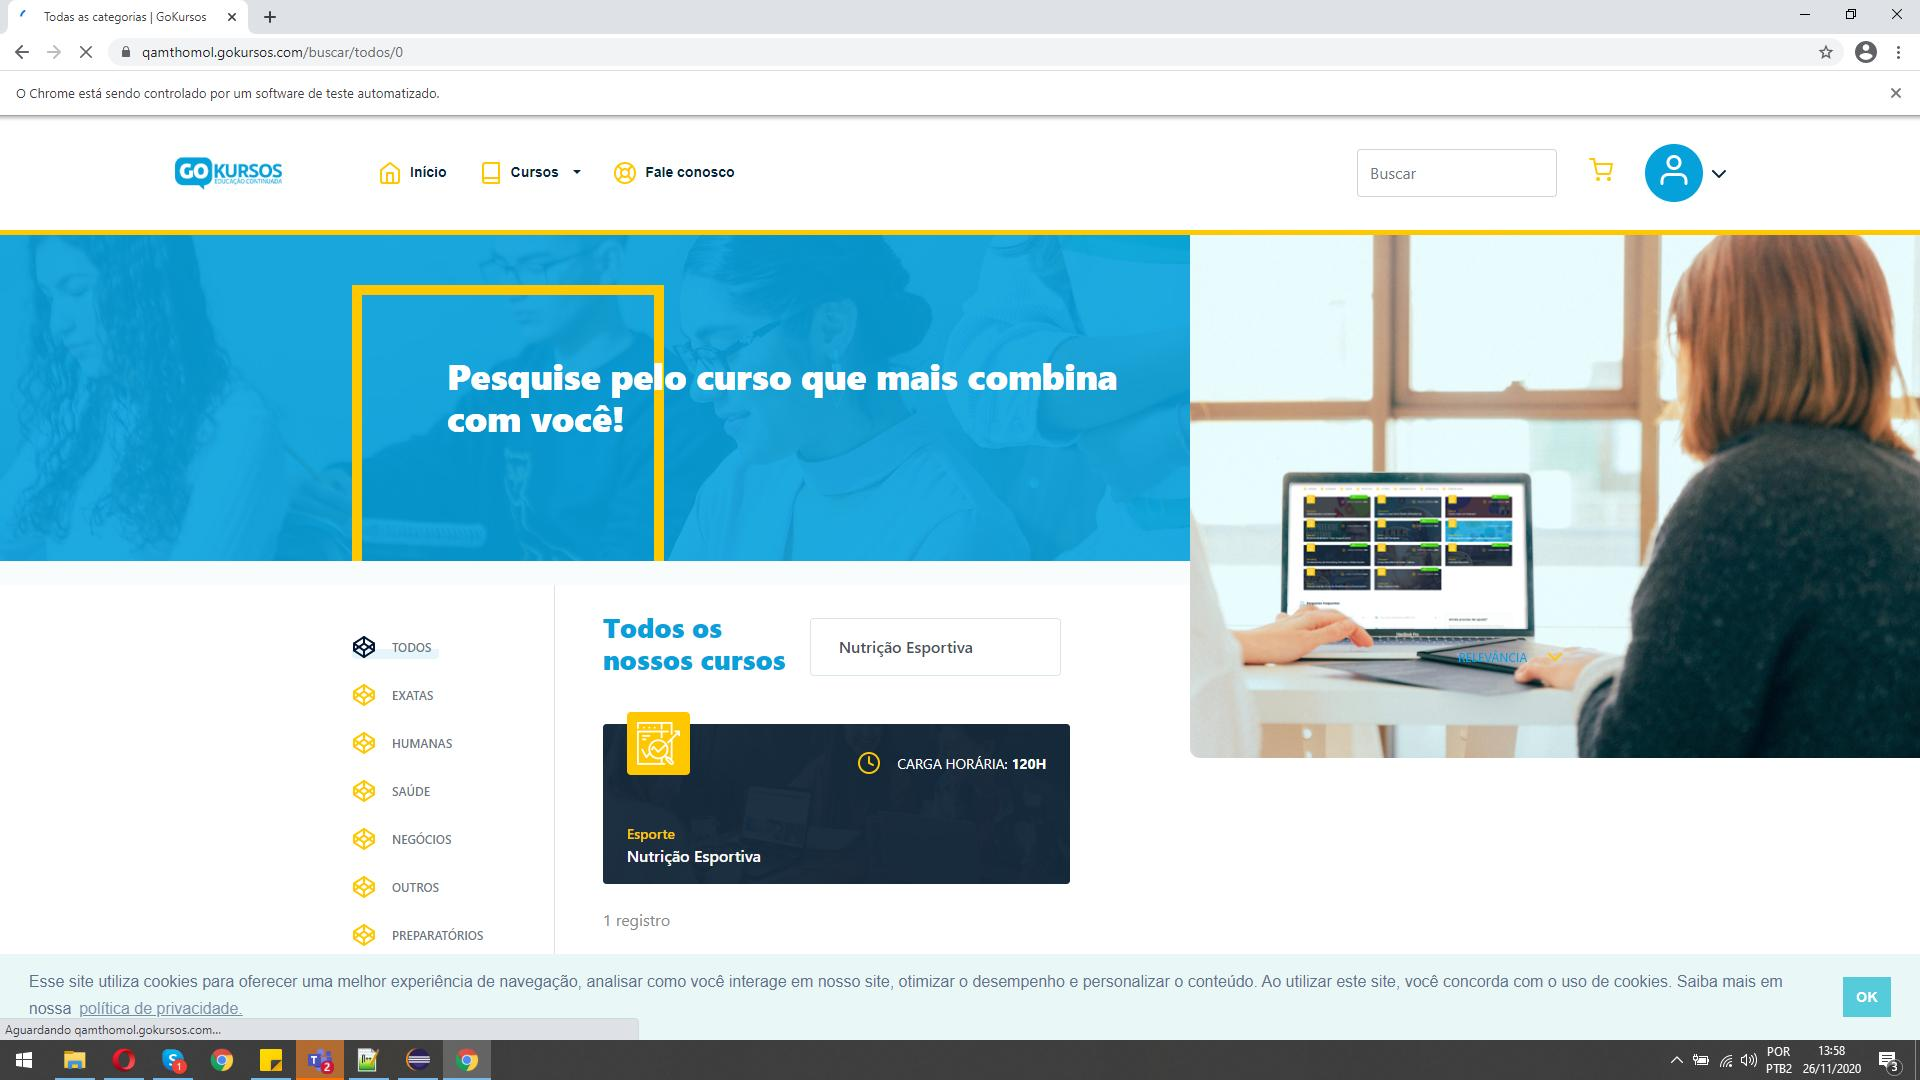 Todas as categorias | GoKursos
qamthomol.gokursos.com/buscar/todos/0
O Chrome está sendo controlado por um software de teste automatizado.
GO KURSOS
EDUCAÇÃO CONTINUADA
Início
Cursos
Fale conosco
Buscar
Pesquise pelo curso que mais combina
com você!
TODOS
EXATAS
HUMANAS
SAÚDE
NEGÓCIOS
OUTROS
PREPARATÓRIOS
Todos os
nossos cursos
Nutrição Esportiva
RELEVÂNCIA
CARGA HORÁRIA: 120H
Esporte
Nutrição Esportiva
1 registro
Esse site utiliza cookies para oferecer uma melhor experiência de navegação, analisar como você interage em nosso site, otimizar o desempenho e personalizar o conteúdo. Ao utilizar este site, você concorda com o uso de cookies. Saiba mais em
nossa política de privacidade.
OK
Aguardando qamthomol.gokursos.com...
POR
PTB2
13:58
26/11/2020